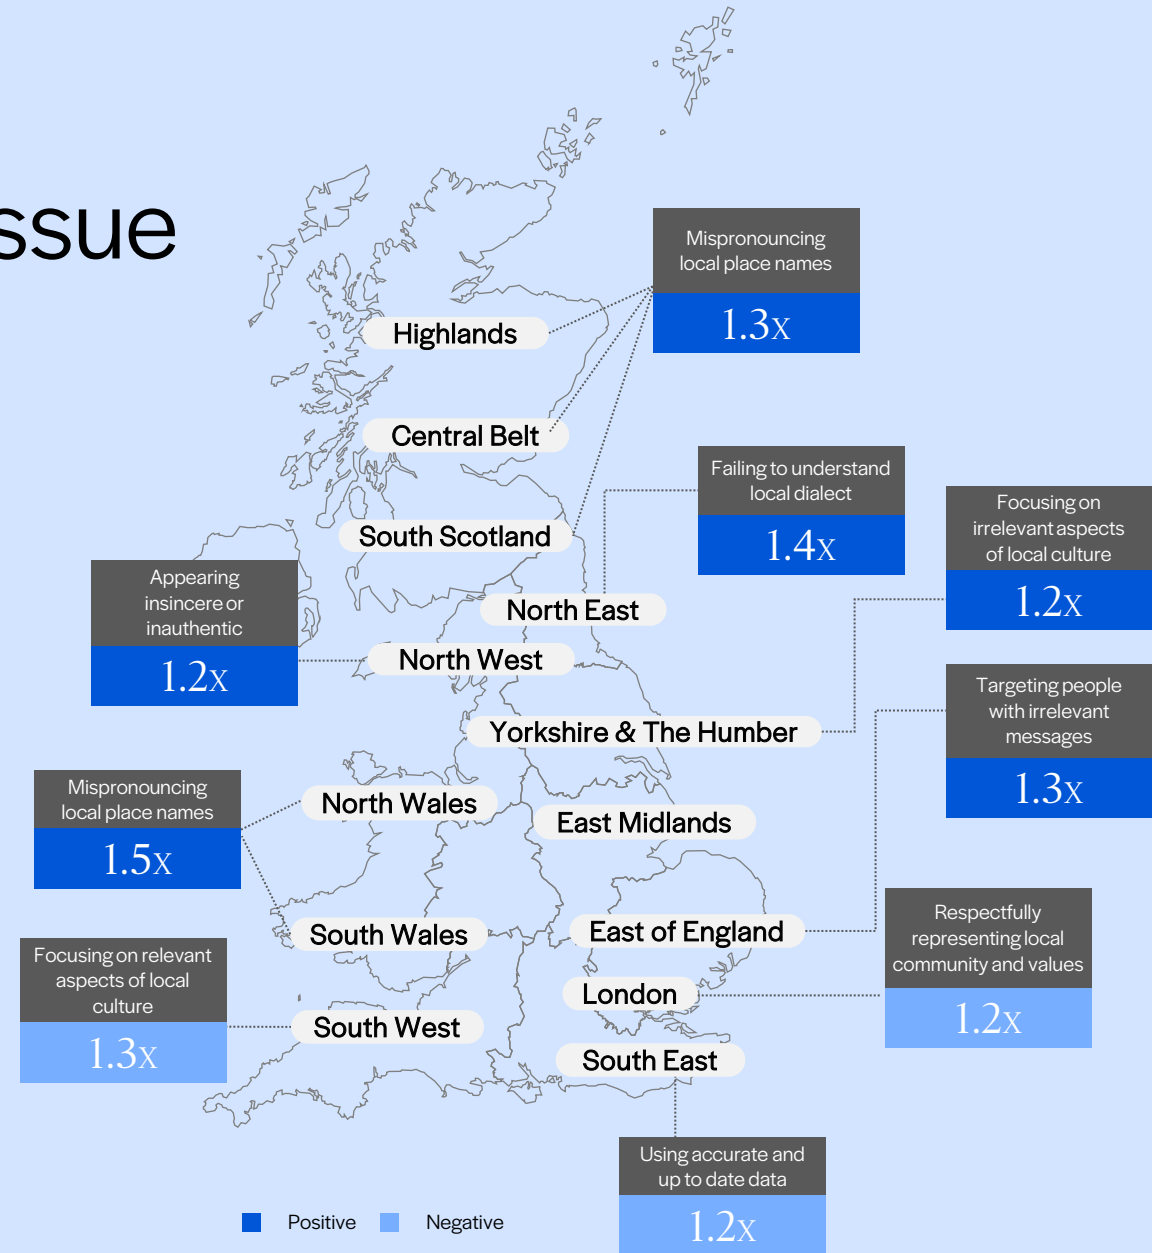 ssue
Mispronouncing
local place names
1.3x
Highlands
Central Belt
South Scotland
Failing to understand
local dialect
1.4x
Focusing on
irrelevant aspects
of local culture
1.2x
Appearing
insincere or
inauthentic
1.2x
North East
North West
Targeting people
with irrelevant
messages
1.3x
Yorkshire & The Humber
Mispronouncing
local place names
1.5x
North Wales
East Midlands
Respectfully
representing local
community and values
1.2x
South Wales
East of England
Focusing on relevant
aspects of local
culture
1.3x
London
South West
South East
Using accurate and
up to date data
1.2x
Positive
Negative